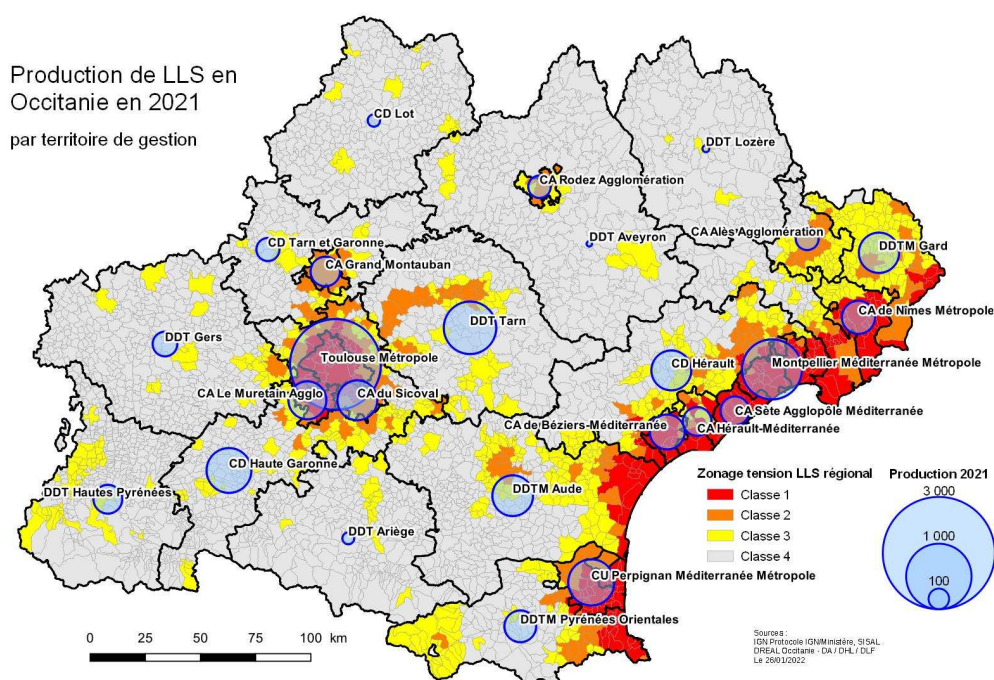 Production de LLS en
Occitanie en 2021
par territoire de gestion
CD Lot
DDT Lozère
CA Rodez Agglomération
CA Alès Agglomération
DDT Aveyron
CD Tarn et Garonne
DDTM Gard
CA Grand Montauban
CA de Nîmes Métropole
DDT Tarn
DDT Gers
Toulouse Métropole
CD Hérault
Montpellier Méditerranée Métropole
CA Le Muretain Agglo
CA du Sicoval
CA Sète Agglopôle Méditerranée
CA de Béziers-Méditerranée
CA Hérault-Méditerranée
CD Haute Garonne
DDT Hautes Pyrénées
DDTM Aude
DDT Ariège
CU Perpignan Méditerranée Métropole
DDTM Pyrénées Orientales
Zonage tension LLS régional
Classe 1
Classe 2
Classe 3
Classe 4
Production 2021
3 000
1 000
100
0 25 50 75 100 km
Sources :
IGN Protocole IGN/Ministère, SISAL
DREAL Occitanie - DA / DHL / DLF
Le 26/01/2022